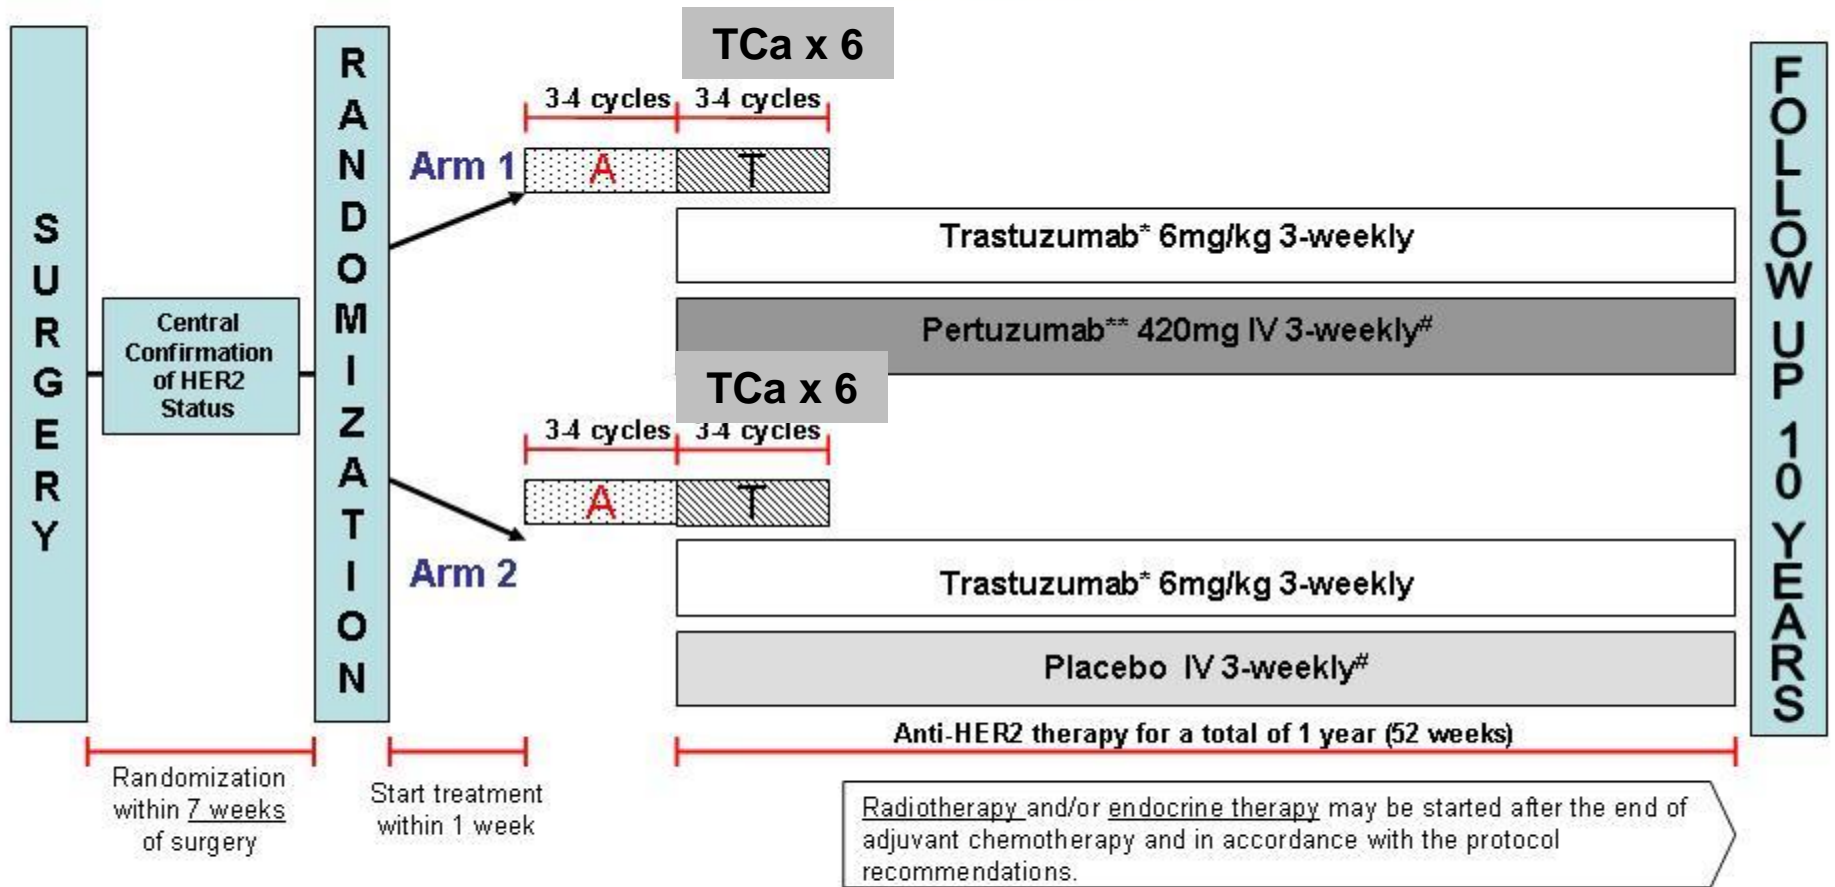 SURGERY
Central
Confirmation
of HER2
Status
RANDOMIZATION
TCa x 6
3-4 cycles 3-4 cycles
Arm 1
A T
Trastuzumab* 6mg/kg 3-weekly
Pertuzumab** 420mg IV 3-weekly#
TCa x 6
3-4 cycles 3-4 cycles
A T
Arm 2
Trastuzumab* 6mg/kg 3-weekly
Placebo IV 3-weekly#
Anti-HER2 therapy for a total of 1 year (52 weeks)
FOLLOW UP 10 YEARS
Randomization
within 7 weeks
of surgery
Start treatment
within 1 week
Radiotherapy and/or endocrine therapy may be started after the end of
adjuvant chemotherapy and in accordance with the protocol
recommendations.